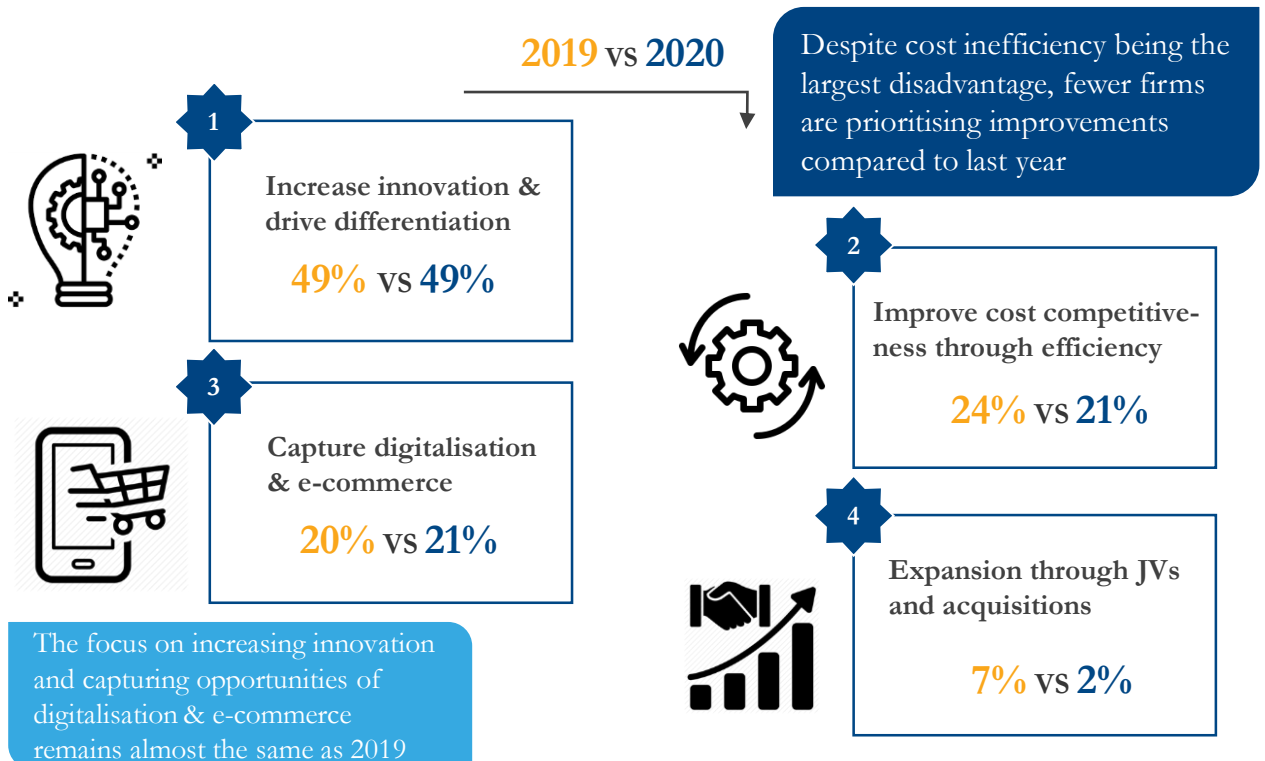 2019 vs 2020
Despite cost inefficiency being the
largest disadvantage, fewer firms
are prioritising improvements
compared to last year
1
Increase innovation &
drive differentiation
49% vs 49%
2
Improve cost competitive-
ness through efficiency
24% vs 21%
3
Capture digitalisation
& e-commerce
20% vs 21%
4
Expansion through JVs
and acquisitions
7% vs 2%
The focus on increasing innovation
and capturing opportunities of
digitalisation & e-commerce
remains almost the same as 2019